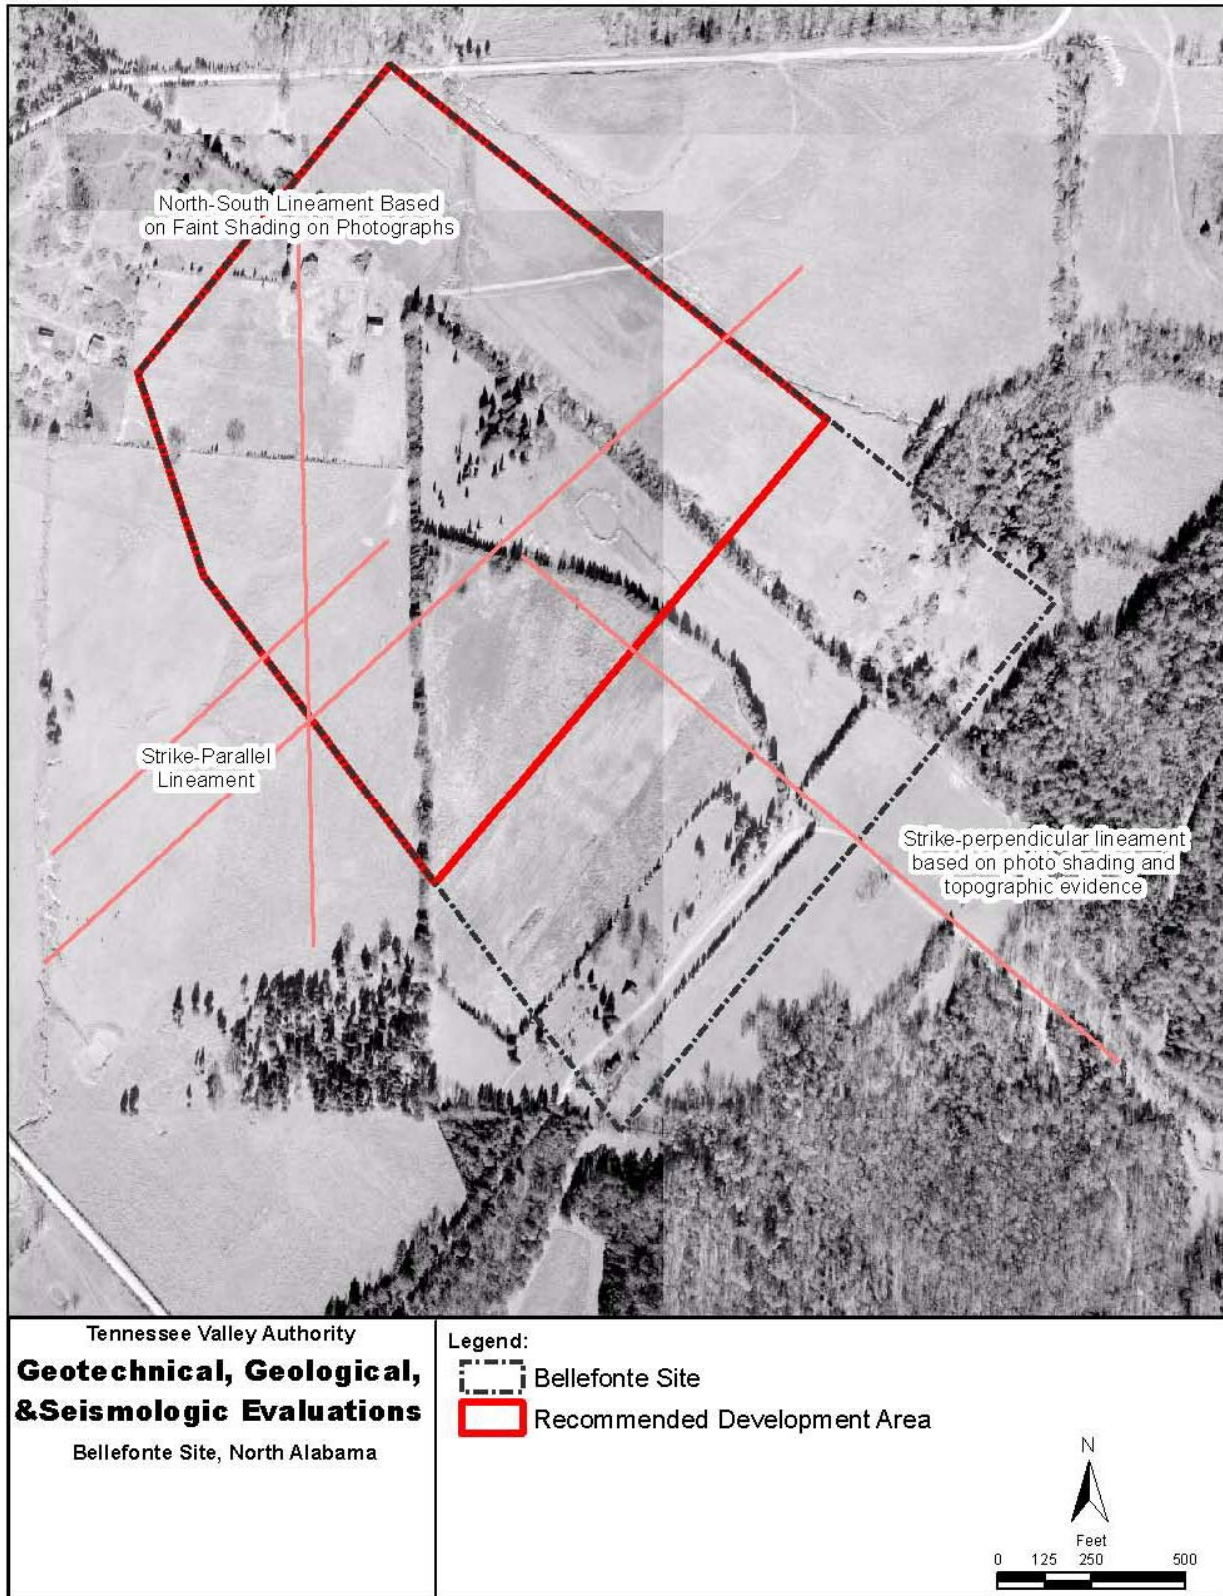 North-South Lineament Based
on Faint Shading on Photographs
Strike-Parallel
Lineament
Strike-perpendicular lineament
based on photo shading and
topographic evidence
Tennessee Valley Authority
Geotechnical, Geological,
&Seismologic Evaluations
Bellefonte Site, North Alabama
Legend:
Bellefonte Site
Recommended Development Area
N
Feet
0 125 250 500